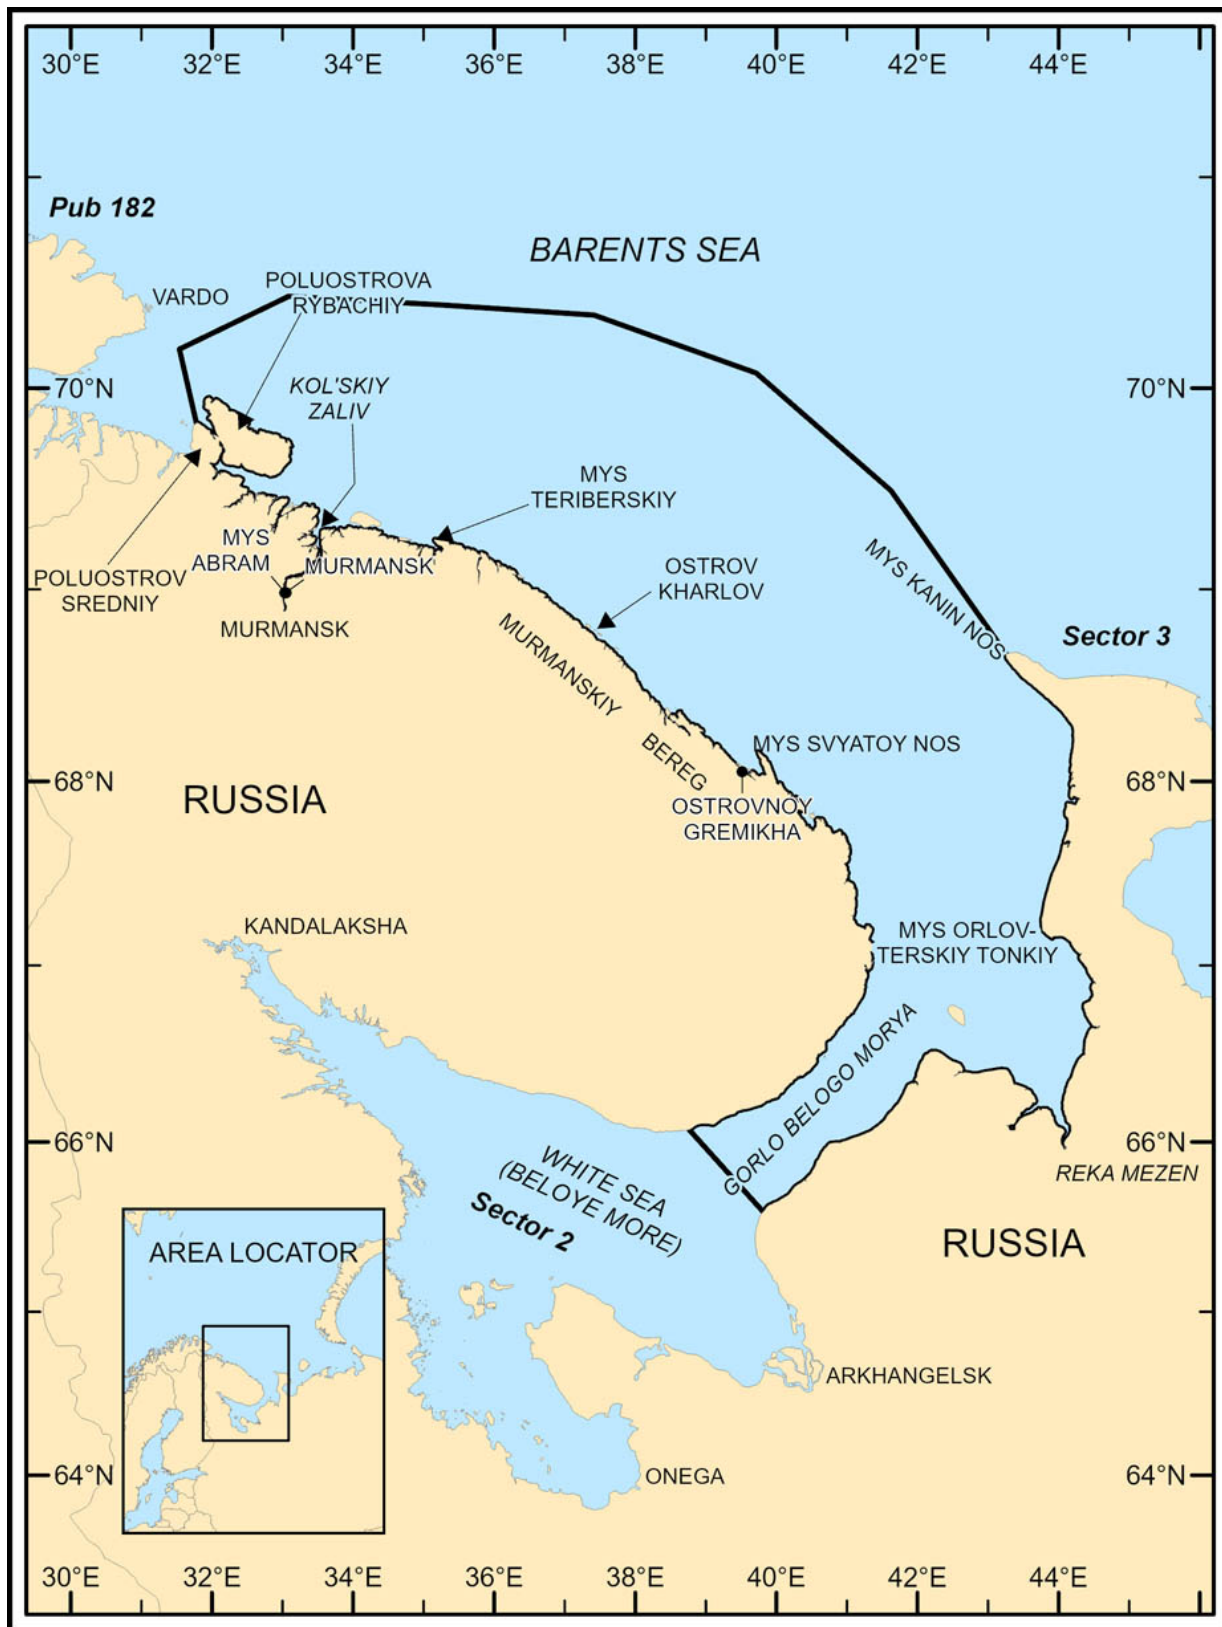 30°E 32°E 34°E 36°E 38°E 40°E 42°E 44°E
Pub 182
BARENTS SEA
VARDO
POLUOSTROVA
RYBACHIY
70°N
70°N
KOL'SKIY
ZALIV
MYS
TERIBERSKIY
MYS
ABRAM
MURMANSK
POLUOSTROV
SREDNIY
OSTROV
KHARLOV
MYS KANIN NOS
MURMANSK
Sector 3
MURMANSKIY
BEREG
MYS SVYATOY NOS
68°N
68°N
RUSSIA
OSTROVNOY
GREMIKHA
KANDALAKSHA
MYS ORLOV-
TERSKIY TONKIY
GORLO BELOGO MORYA
66°N
66°N
WHITE SEA
(BELOYE MORE)
Sector 2
REKA MEZEN
RUSSIA
AREA LOCATOR
ARKHANGELSK
ONEGA
64°N
64°N
30°E 32°E 34°E 36°E 38°E 40°E 42°E 44°E